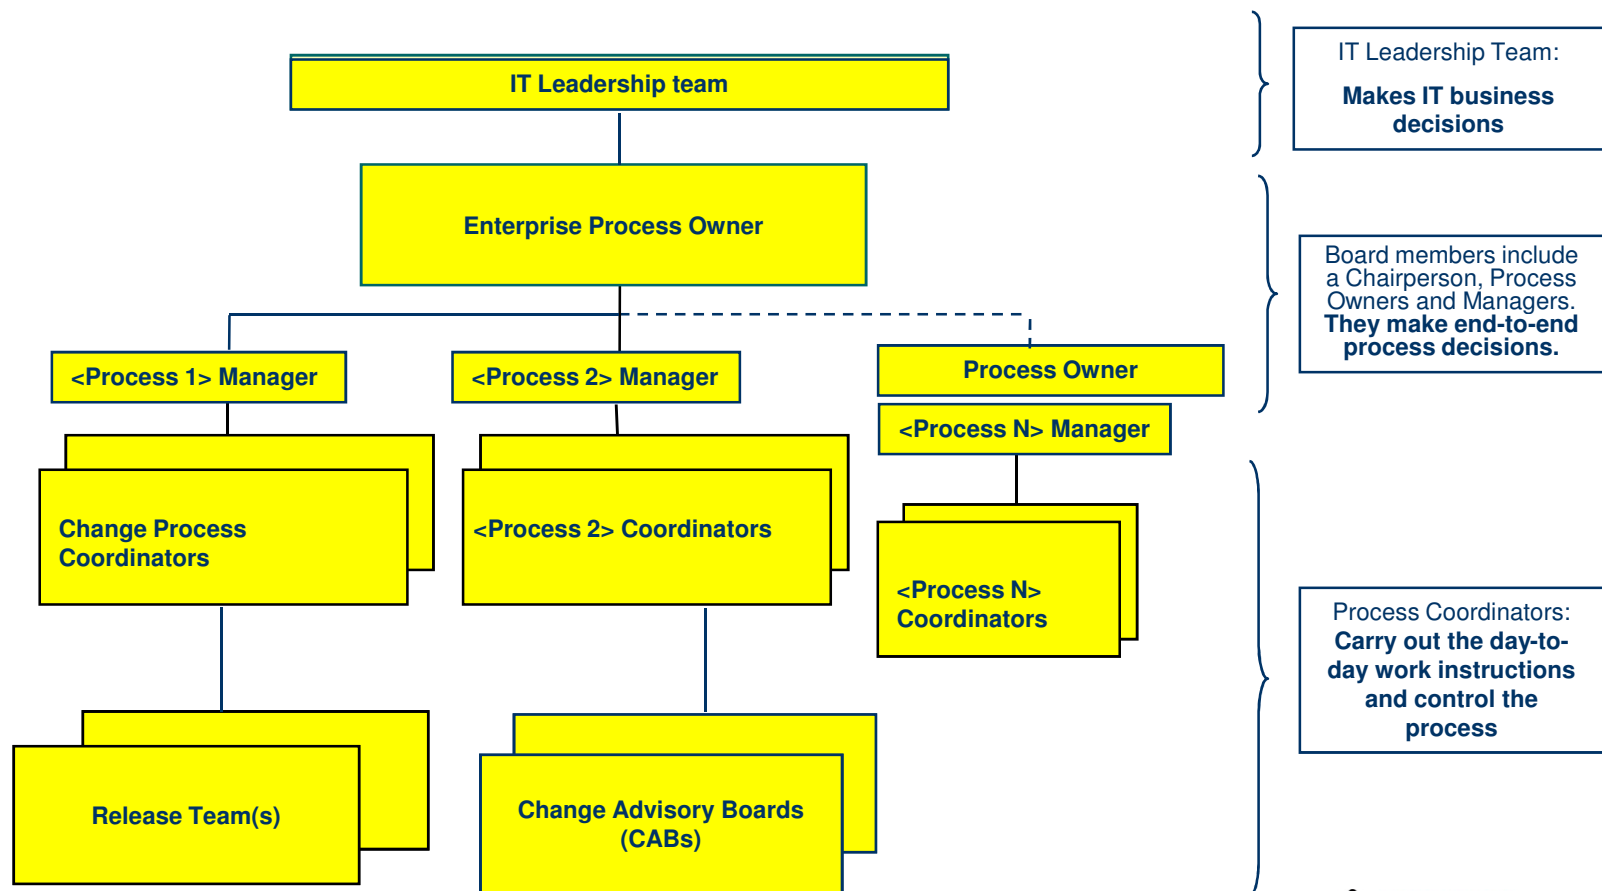 IT Leadership team
IT Leadership Team:
Makes IT business
decisions
Enterprise Process Owner
Board members include
a Chairperson, Process
Owners and Managers.
They make end-to-end
process decisions.
<Process 1> Manager
<Process 2> Manager
Process Owner
<Process N> Manager
Change Process
Coordinators
<Process 2> Coordinators
<Process N>
Coordinators
Process Coordinators:
Carry out the day-to-
day work instructions
and control the
process
Release Team(s)
Change Advisory Boards
(CABs)